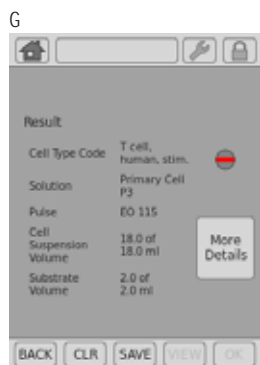 G
Result
Cell Type Code T cell,
human, stim.
Solution Primary Cell
P3
Pulse EO 115
Cell
Suspension 18.0 of
Volume 18.0 ml
More
Details
Substrate 2.0 of
Volume 2.0 ml
BACK CLR SAVE VIEW OK